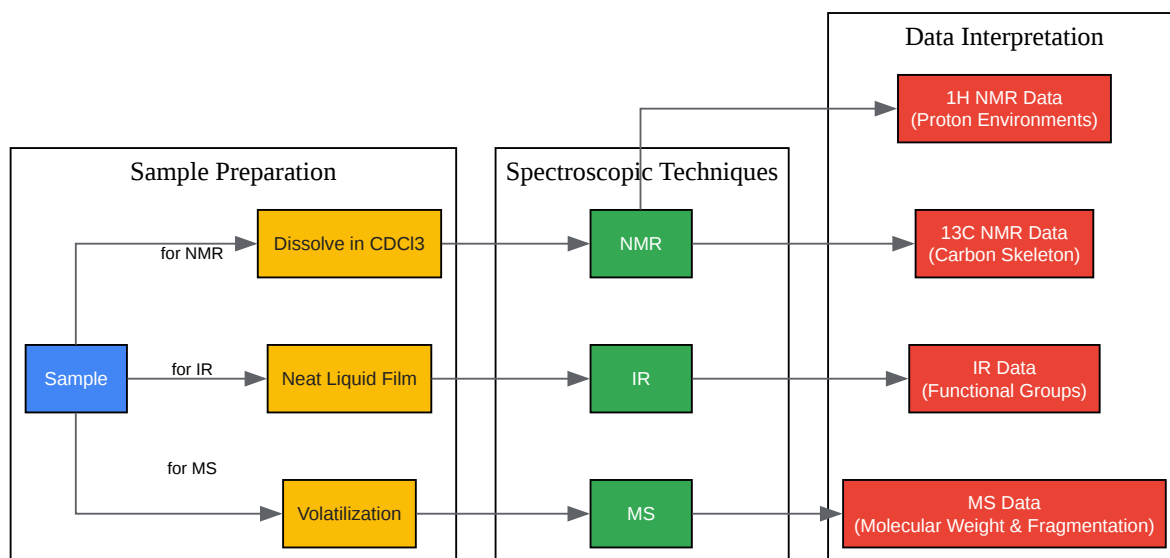 Data Interpretation
1H NMR Data
(Proton Environments)
Sample Preparation
Spectroscopic Techniques
for NMR
Dissolve in CDCl3
NMR
13C NMR Data
(Carbon Skeleton)
Sample
for IR
Neat Liquid Film
IR
IR Data
(Functional Groups)
for MS
Volatilization
MS
MS Data
(Molecular Weight & Fragmentation)